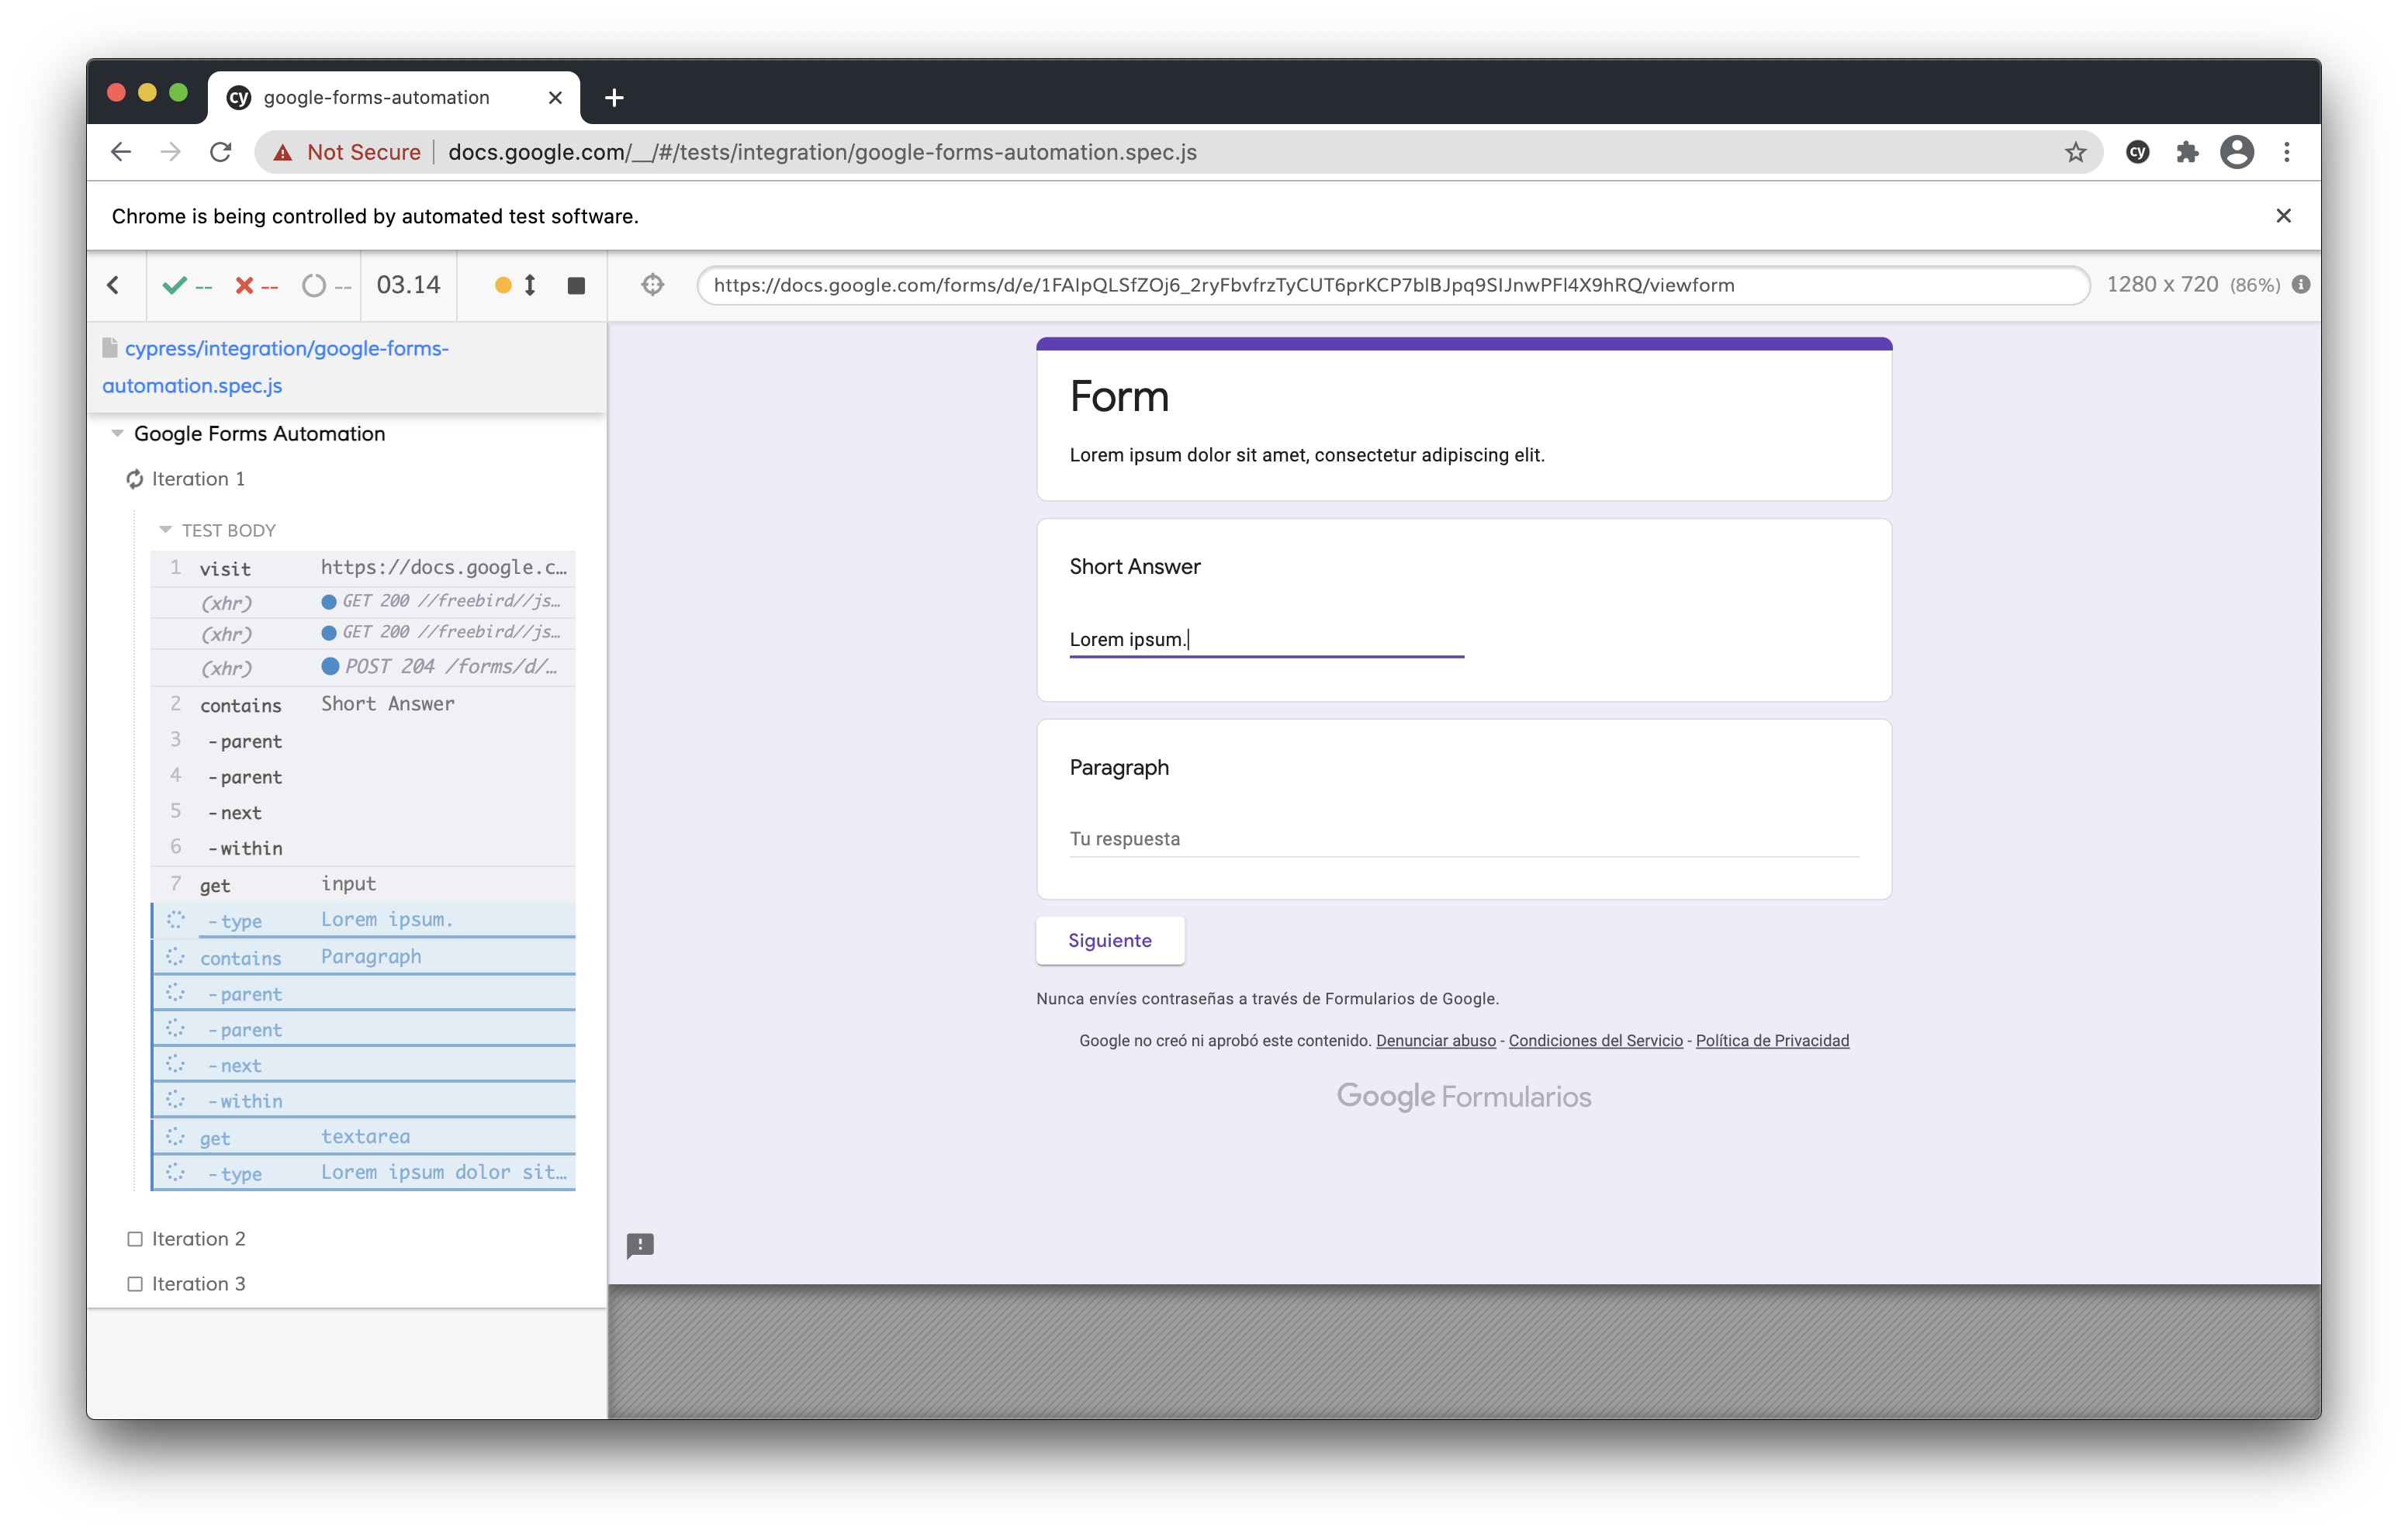 cy google-forms-automation
Not Secure docs.google.com/__/#/tests/integration/google-forms-automation.spec.js cy
Chrome is being controlled by automated test software.
-- -- -- 03.14 https://docs.google.com/forms/d/e/1FAIpQLSfZOj6_2ryFbvfrzTyCUT6prKCP7blBJpq9SIJnwPFl4X9hRQ/viewform 1280 x 720 (86%)
cypress/integration/google-forms-
automation.spec.js
Google Forms Automation
Iteration 1
TEST BODY
1 visit https://docs.google.c…
(xhr) GET 200 //freebird//js…
(xhr) GET 200 //freebird//js…
(xhr) POST 204 /forms/d/…
2 contains Short Answer
3 -parent
4 -parent
5 -next
6 -within
7 get input
-type Lorem ipsum.
contains Paragraph
-parent
-parent
-next
-within
get textarea
-type Lorem ipsum dolor sit…
Iteration 2
Iteration 3
Form
Lorem ipsum dolor sit amet, consectetur adipiscing elit.
Short Answer
Lorem ipsum.
Paragraph
Tu respuesta
Siguiente
Nunca envíes contraseñas a través de Formularios de Google.
Google no creó ni aprobó este contenido. Denunciar abuso - Condiciones del Servicio - Política de Privacidad
Google Formularios